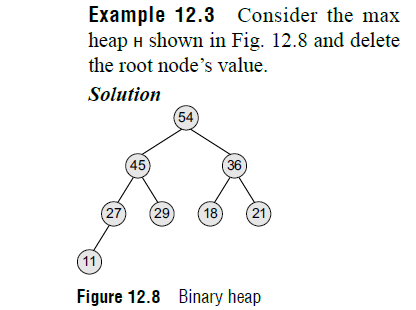 Example 12.3 Consider the max
heap H shown in Fig. 12.8 and delete
the root node’s value.
Solution
54
45 36
27 29 18 21
11
Figure 12.8 Binary heap